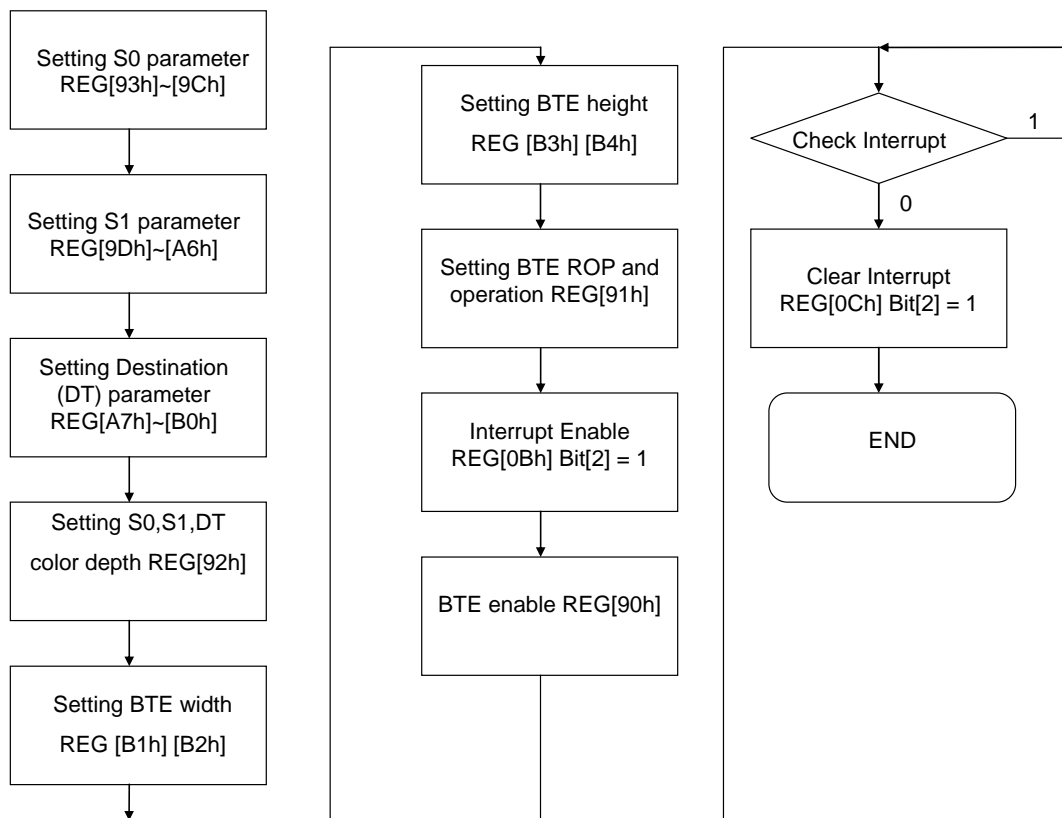 Setting S0 parameter
REG[93h]~[9Ch]
Setting S1 parameter
REG[9Dh]~[A6h]
Setting Destination
(DT) parameter
REG[A7h]~[B0h]
Setting S0,S1,DT
color depth REG[92h]
Setting BTE width
REG [B1h] [B2h]
Setting BTE height
REG [B3h] [B4h]
Setting BTE ROP and
operation REG[91h]
Interrupt Enable
REG[0Bh] Bit[2] = 1
BTE enable REG[90h]
Check Interrupt
1
0
Clear Interrupt
REG[0Ch] Bit[2] = 1
END